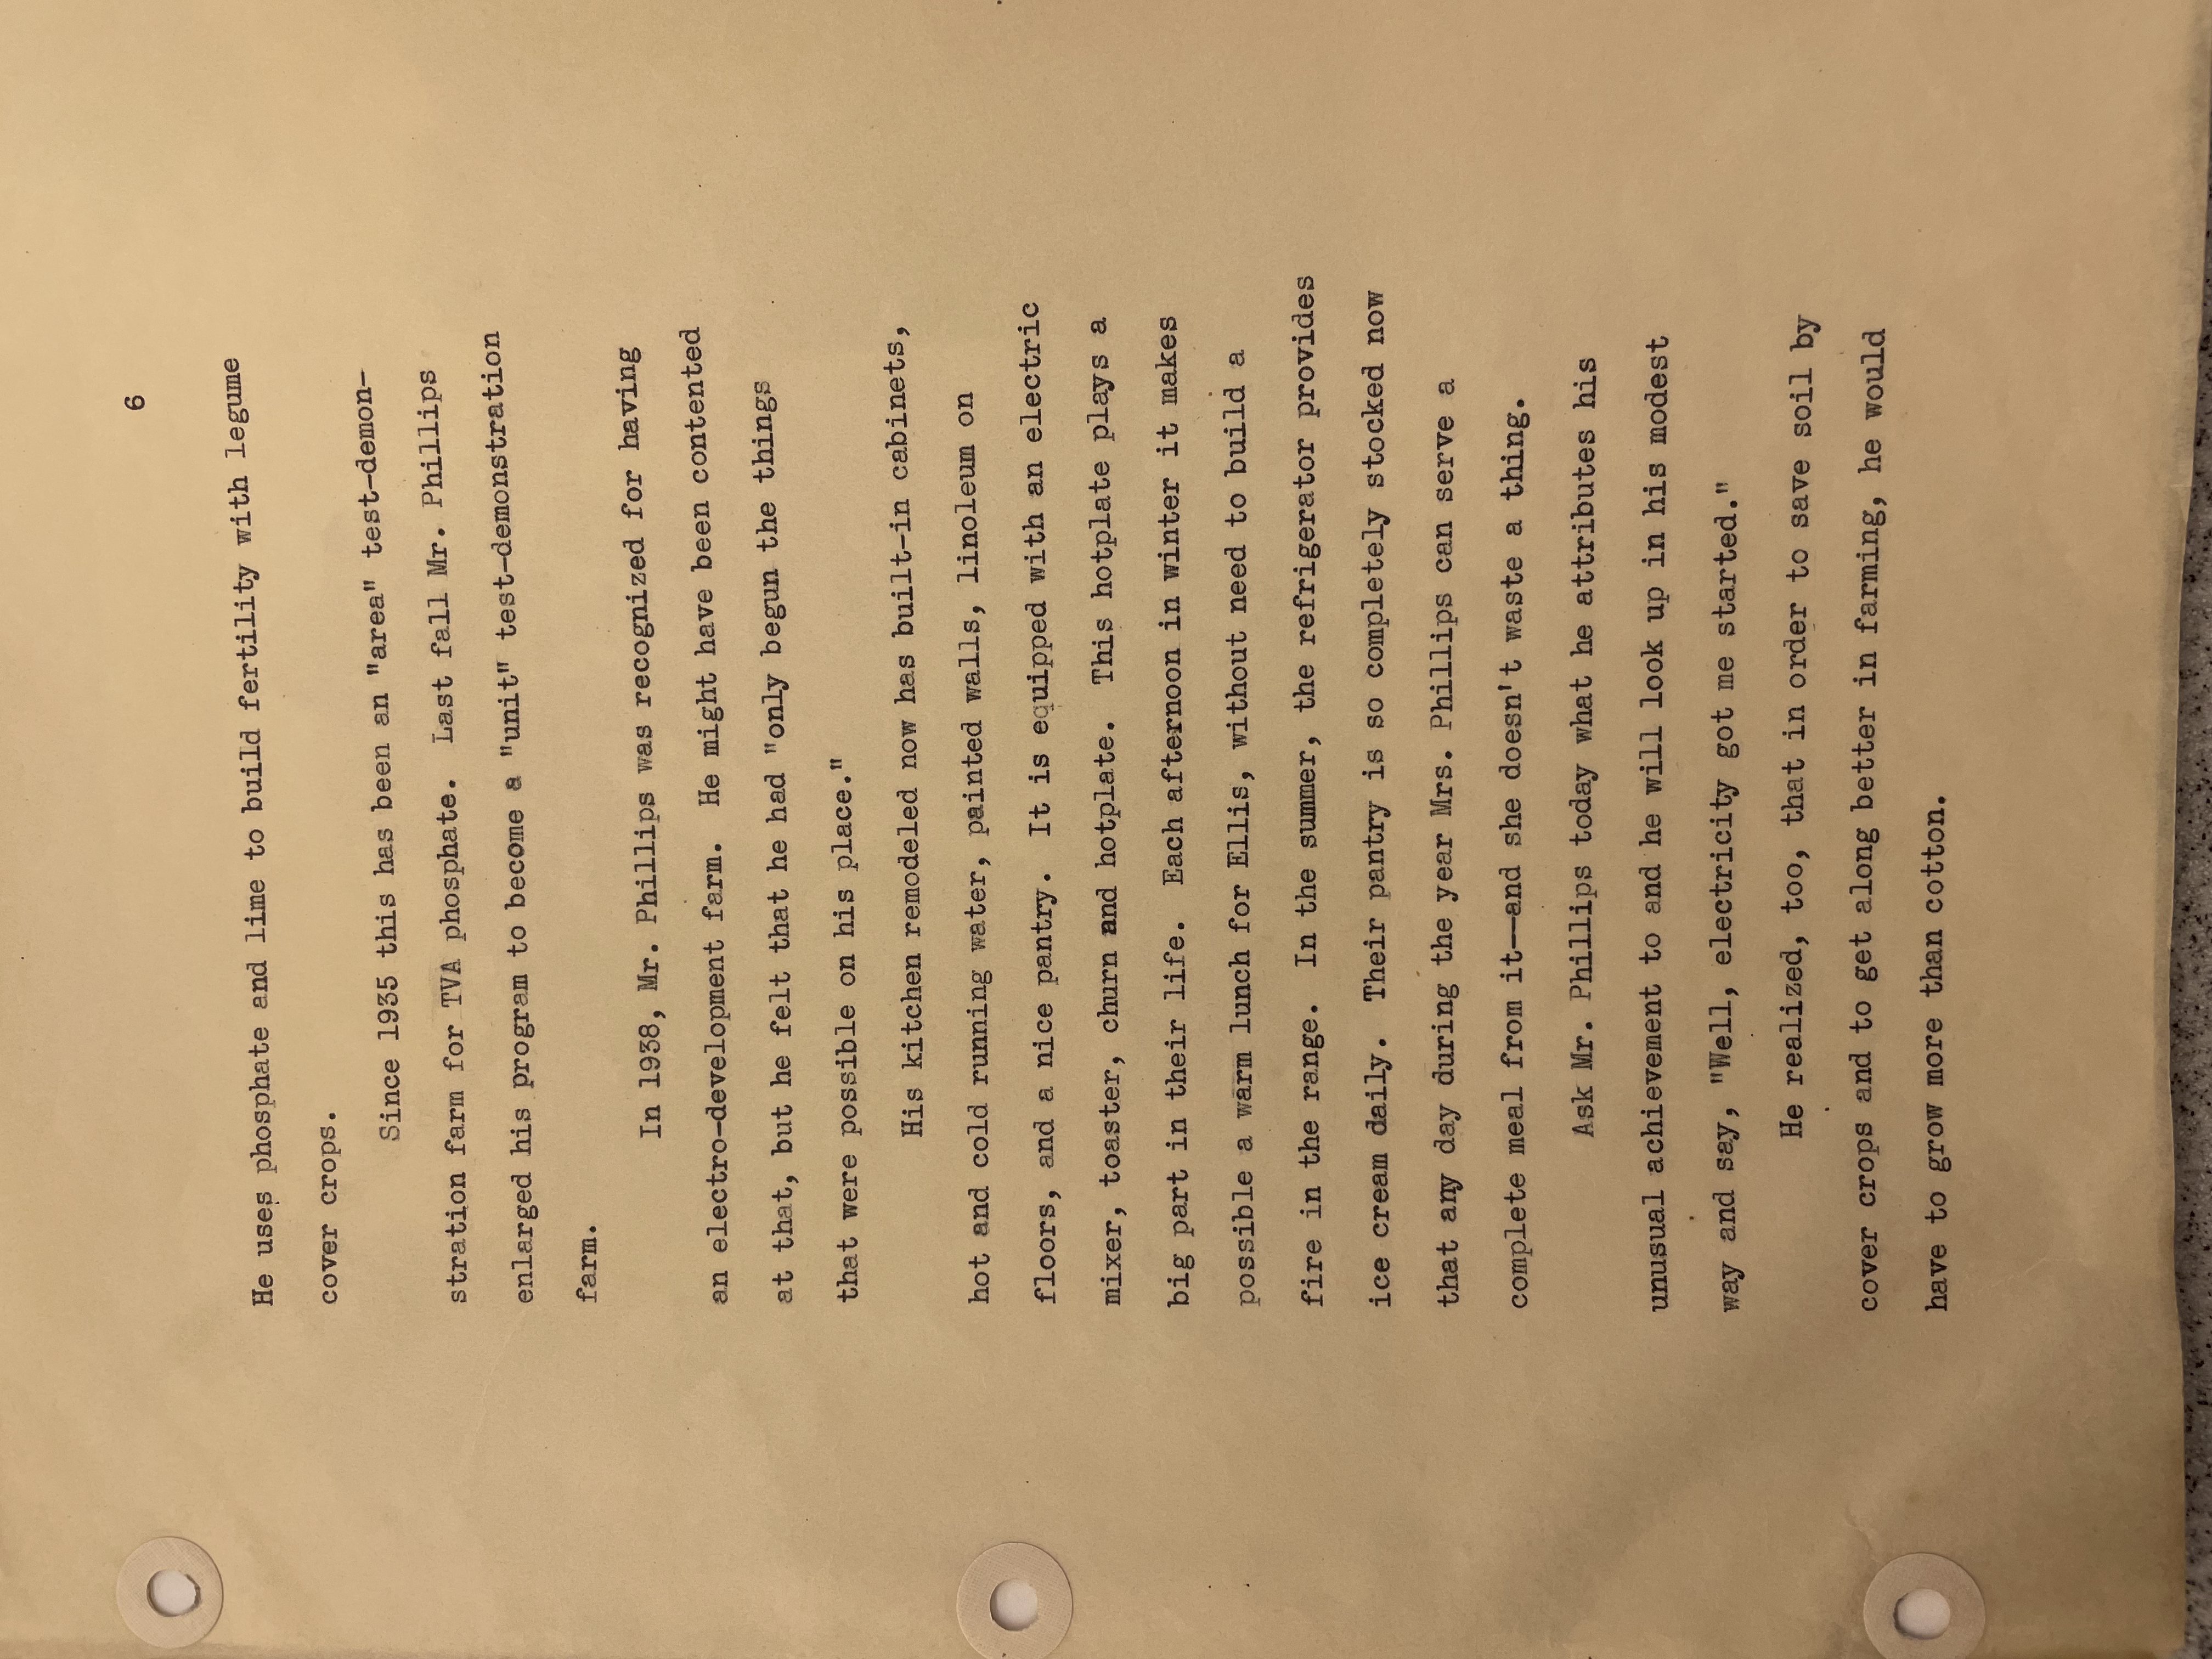 6
He uses phosphate and lime to build fertility with legume
cover crops.
Since 1935 this has been an "area" test-demon-
stration farm for TVA phosphate. Last fall Mr. Phillips
enlarged his program to become a "unit" test-demonstration
farm.
In 1938, Mr. Phillips was recognized for having
an electro-development farm. He might have been contented
at that, but he felt that he had "only begun the things
that were possible on his place."
His kitchen remodeled now has built-in cabinets,
hot and cold running water, painted walls, linoleum on
floors, and a nice pantry. It is equipped with an electric
mixer, toaster, churn and hotplate. This hotplate plays a
big part in their life. Each afternoon in winter it makes
possible a warm lunch for Ellis, without need to build a
fire in the range. In the summer, the refrigerator provides
ice cream daily. Their pantry is so completely stocked now
that any day during the year Mrs. Phillips can serve a
complete meal from it—and she doesn't waste a thing.
Ask Mr. Phillips today what he attributes his
unusual achievement to and he will look up in his modest
way and say, "Well, electricity got me started."
He realized, too, that in order to save soil by
cover crops and to get along better in farming, he would
have to grow more than cotton.